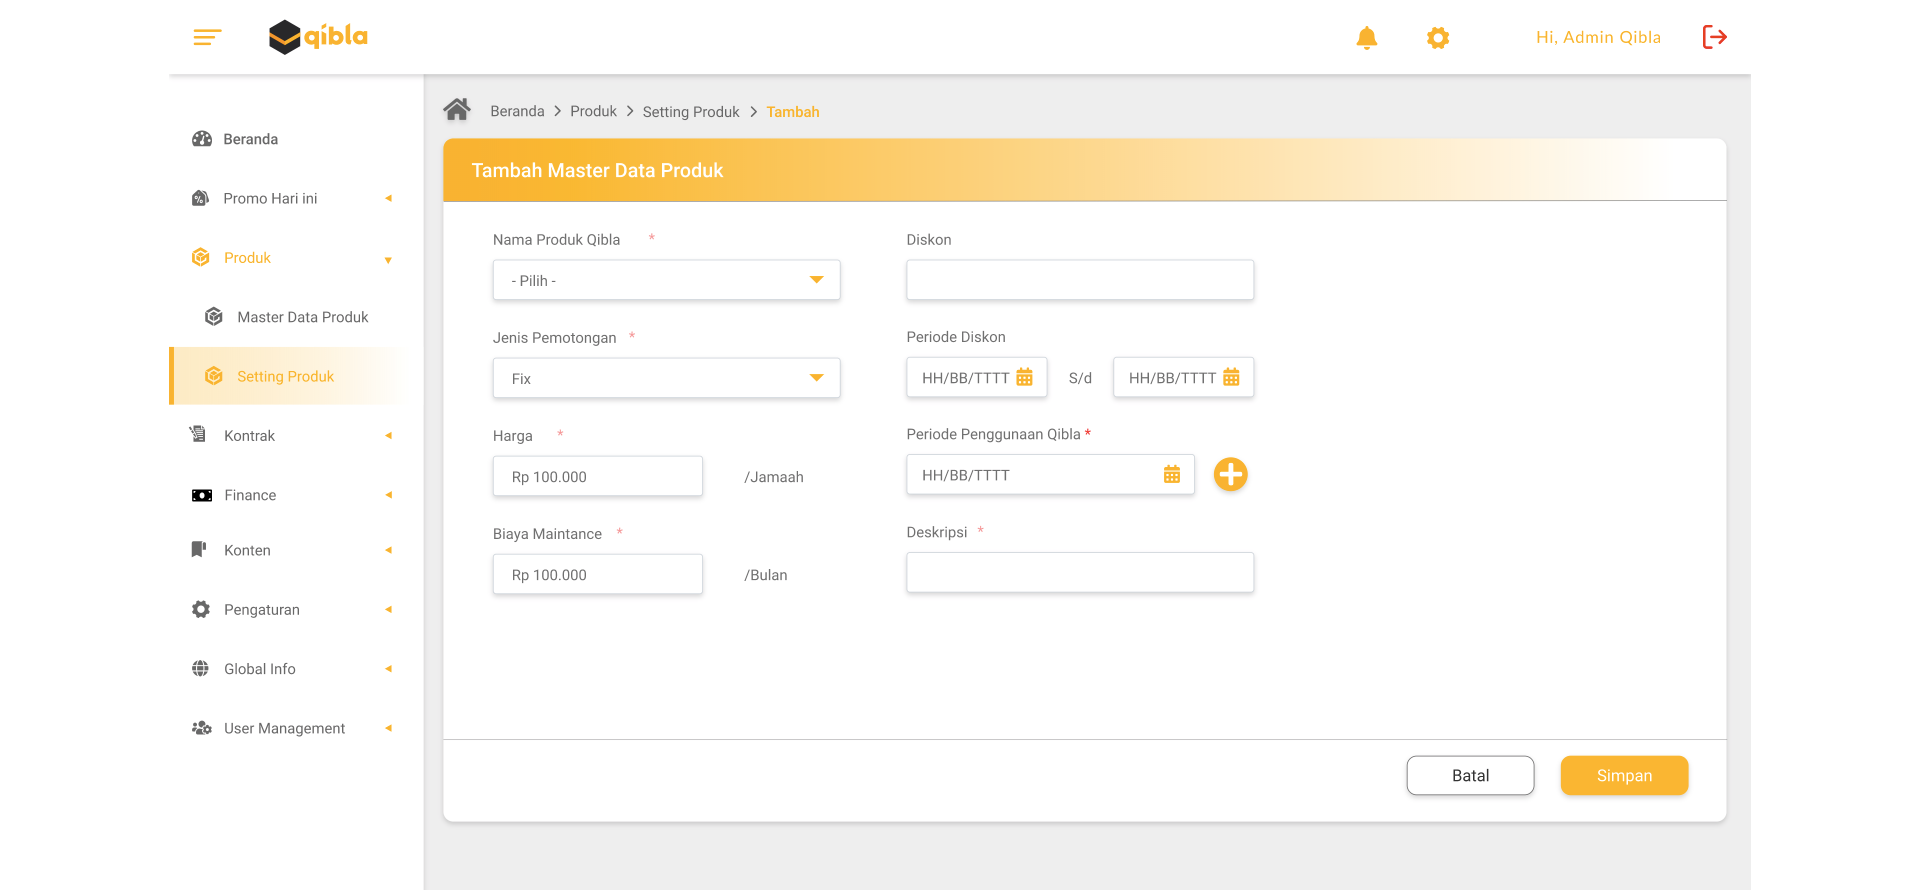 qibla
Hi, Admin Qibla
Beranda
Promo Hari ini
Produk
Master Data Produk
Setting Produk
Kontrak
Finance
Konten
Pengaturan
Global Info
User Management
Beranda > Produk > Setting Produk > Tambah
Tambah Master Data Produk
Nama Produk Qibla *
- Pilih -
Jenis Pemotongan *
Fix
Harga *
Rp 100.000 /Jamaah
Biaya Maintance *
Rp 100.000 /Bulan
Diskon
Periode Diskon
HH/BB/TTTT S/d HH/BB/TTTT
Periode Penggunaan Qibla *
HH/BB/TTTT
Deskripsi *
Batal
Simpan